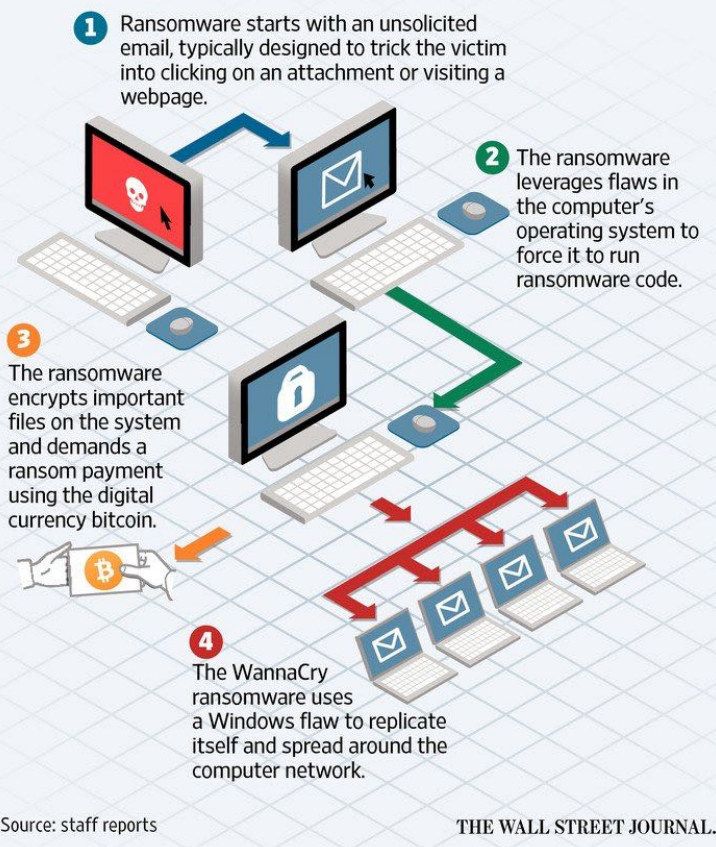 1
Ransomware starts with an unsolicited
email, typically designed to trick the victim
into clicking on an attachment or visiting a
webpage.
2
The ransomware
leverages flaws in
the computer's
operating system to
force it to run
ransomware code.
3
The ransomware
encrypts important
files on the system
and demands a
ransom payment
using the digital
currency bitcoin.
4
The WannaCry
ransomware uses
a Windows flaw to replicate
itself and spread around the
computer network.
Source: staff reports
THE WALL STREET JOURNAL.